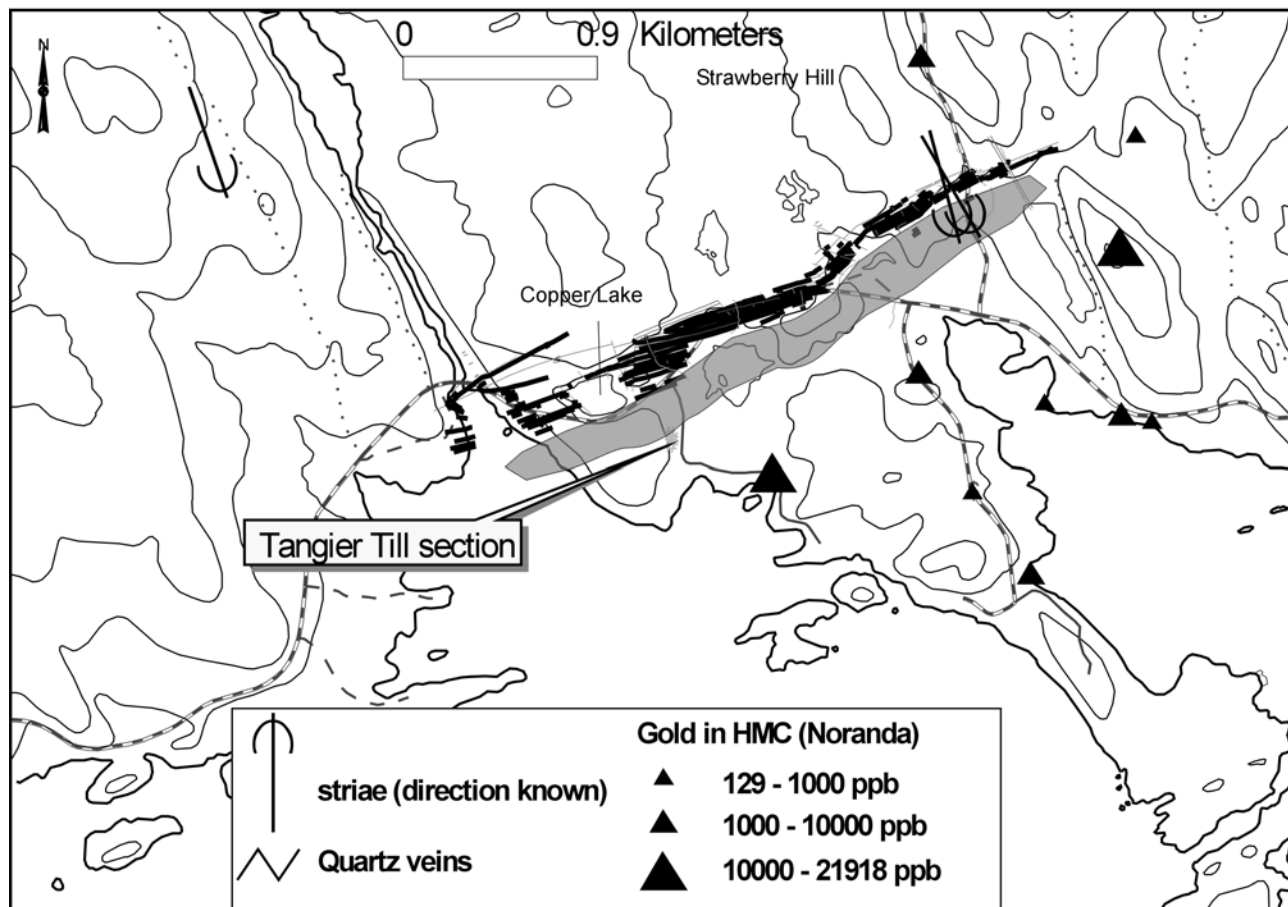 0 0.9 Kilometers
N
Strawberry Hill
Copper Lake
Tangier Till section
Gold in HMC (Noranda)
striae (direction known)
Quartz veins
129 - 1000 ppb
1000 - 10000 ppb
10000 - 21918 ppb